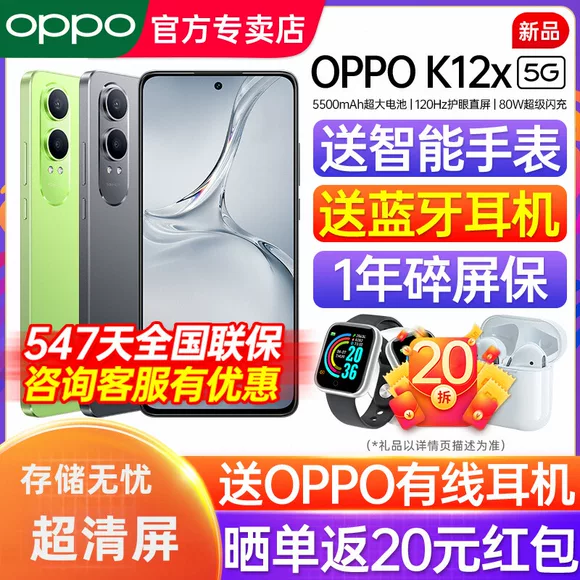 oppo 官方专卖店
新品
OPPO K12x 5G
5500mAh超大电池 | 120Hz护眼直屏 | 80W超级闪充
送智能手表
送蓝牙耳机
1年碎屏保
547天全国联保
咨询客服有优惠
20
拆
(*礼品以详情页描述为准)
存储无忧
超清屏
送OPPO有线耳机
晒单返20元红包